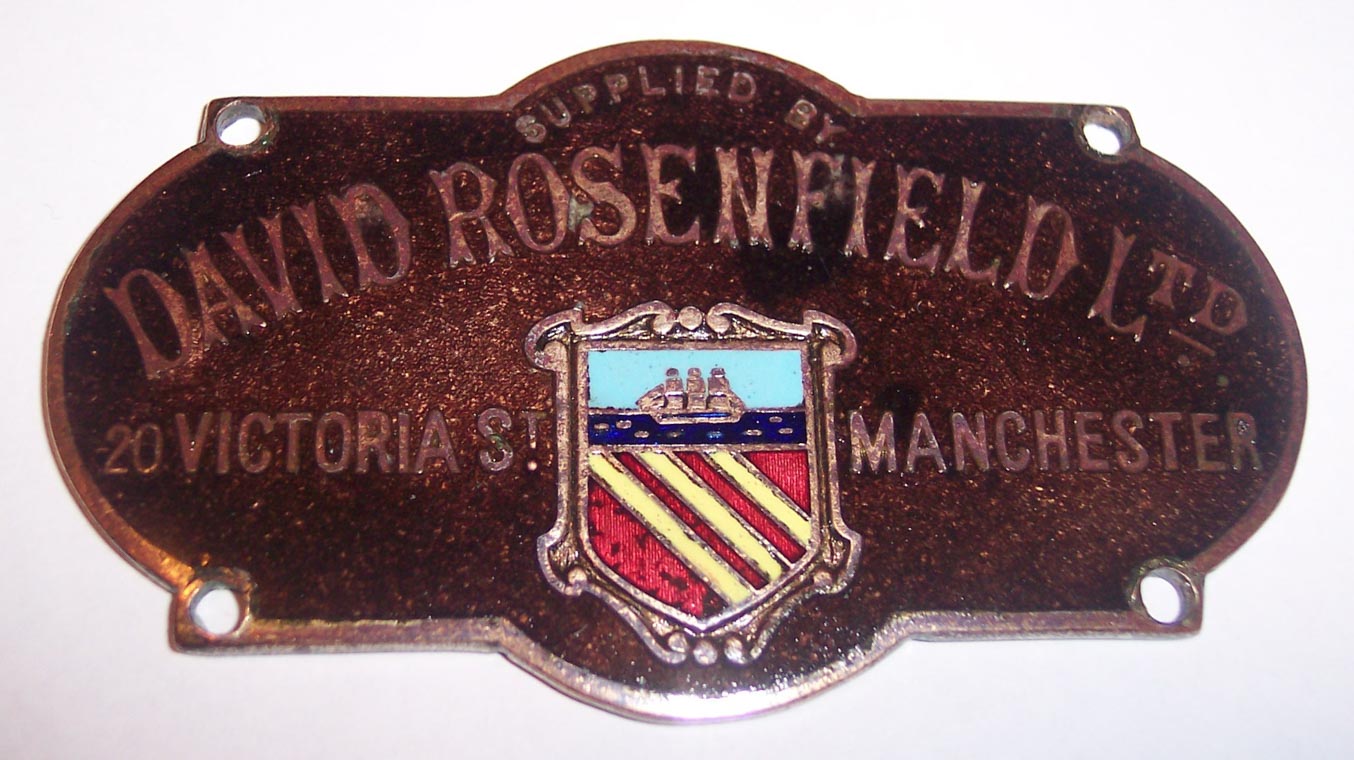 SUPPLIED BY
DAVID ROSENFIELD LTD
20 VICTORIA ST MANCHESTER